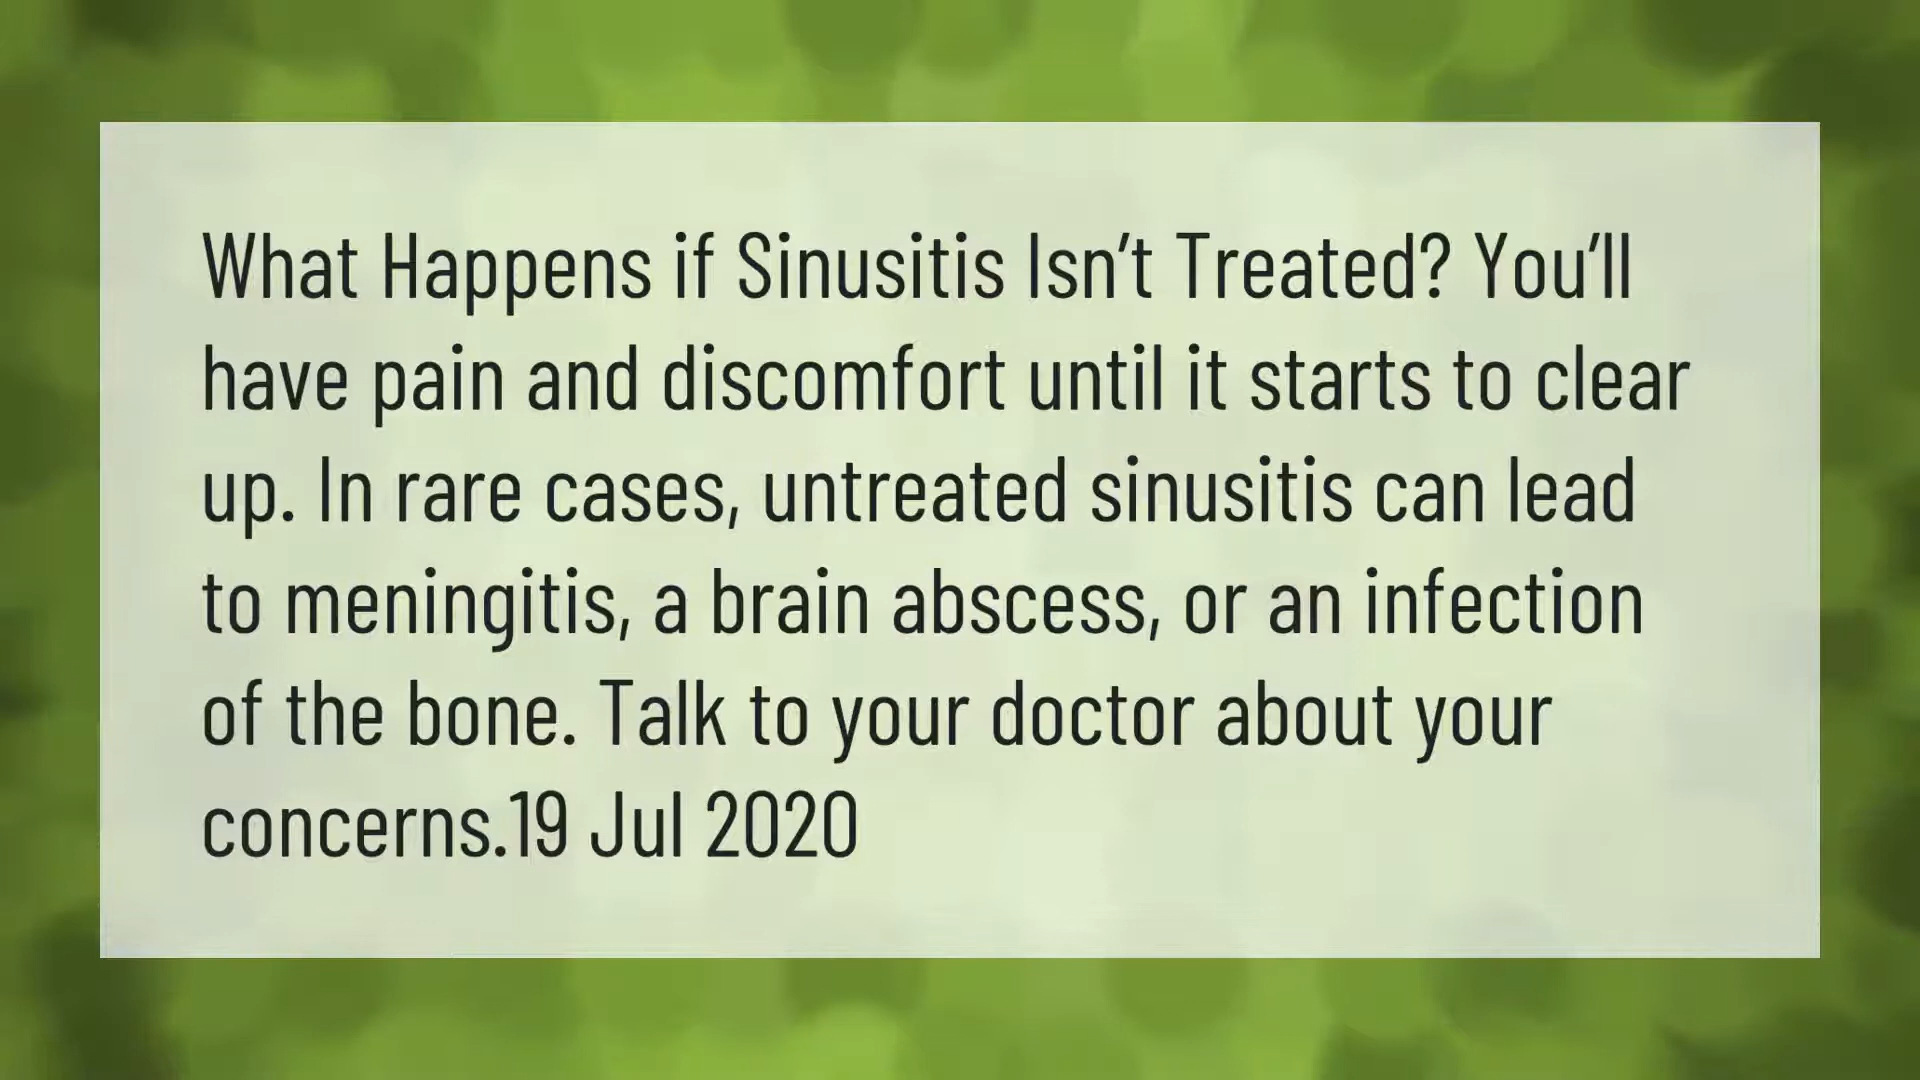 What Happens if Sinusitis Isn’t Treated? You’ll
have pain and discomfort until it starts to clear
up. In rare cases, untreated sinusitis can lead
to meningitis, a brain abscess, or an infection
of the bone. Talk to your doctor about your
concerns.19 Jul 2020